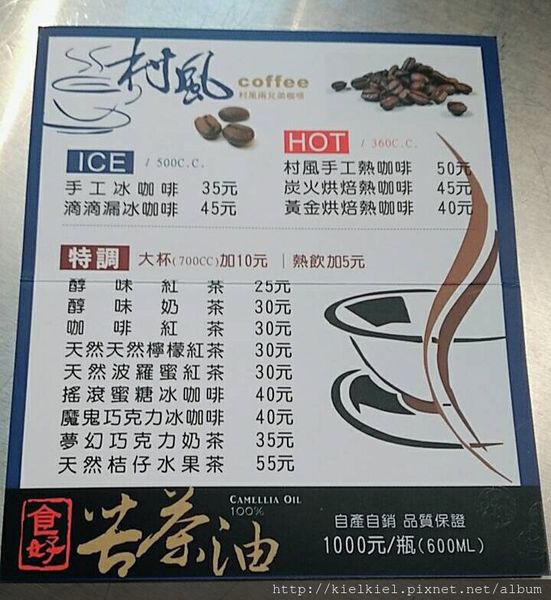 村風
coffee
村風兩兄弟咖啡
ICE / 500C.C.
手工冰咖啡 35元
滴滴漏冰咖啡 45元
HOT / 360C.C.
村風手工熱咖啡 50元
炭火烘焙熱咖啡 45元
黃金烘焙熱咖啡 40元
特調 大杯(700CC)加10元 | 熱飲加5元
醇味紅茶 25元
醇味奶茶 30元
咖啡紅茶 30元
天然天然檸檬紅茶 30元
天然波羅蜜紅茶 30元
搖滾蜜糖冰咖啡 40元
魔鬼巧克力冰咖啡 40元
夢幻巧克力奶茶 35元
天然桔仔水果茶 55元
食好
苦茶油
CAMELLIA OIL
100%
自產自銷 品質保證
1000元/瓶(600ML)
http://kielkiel.pixnet.net/album